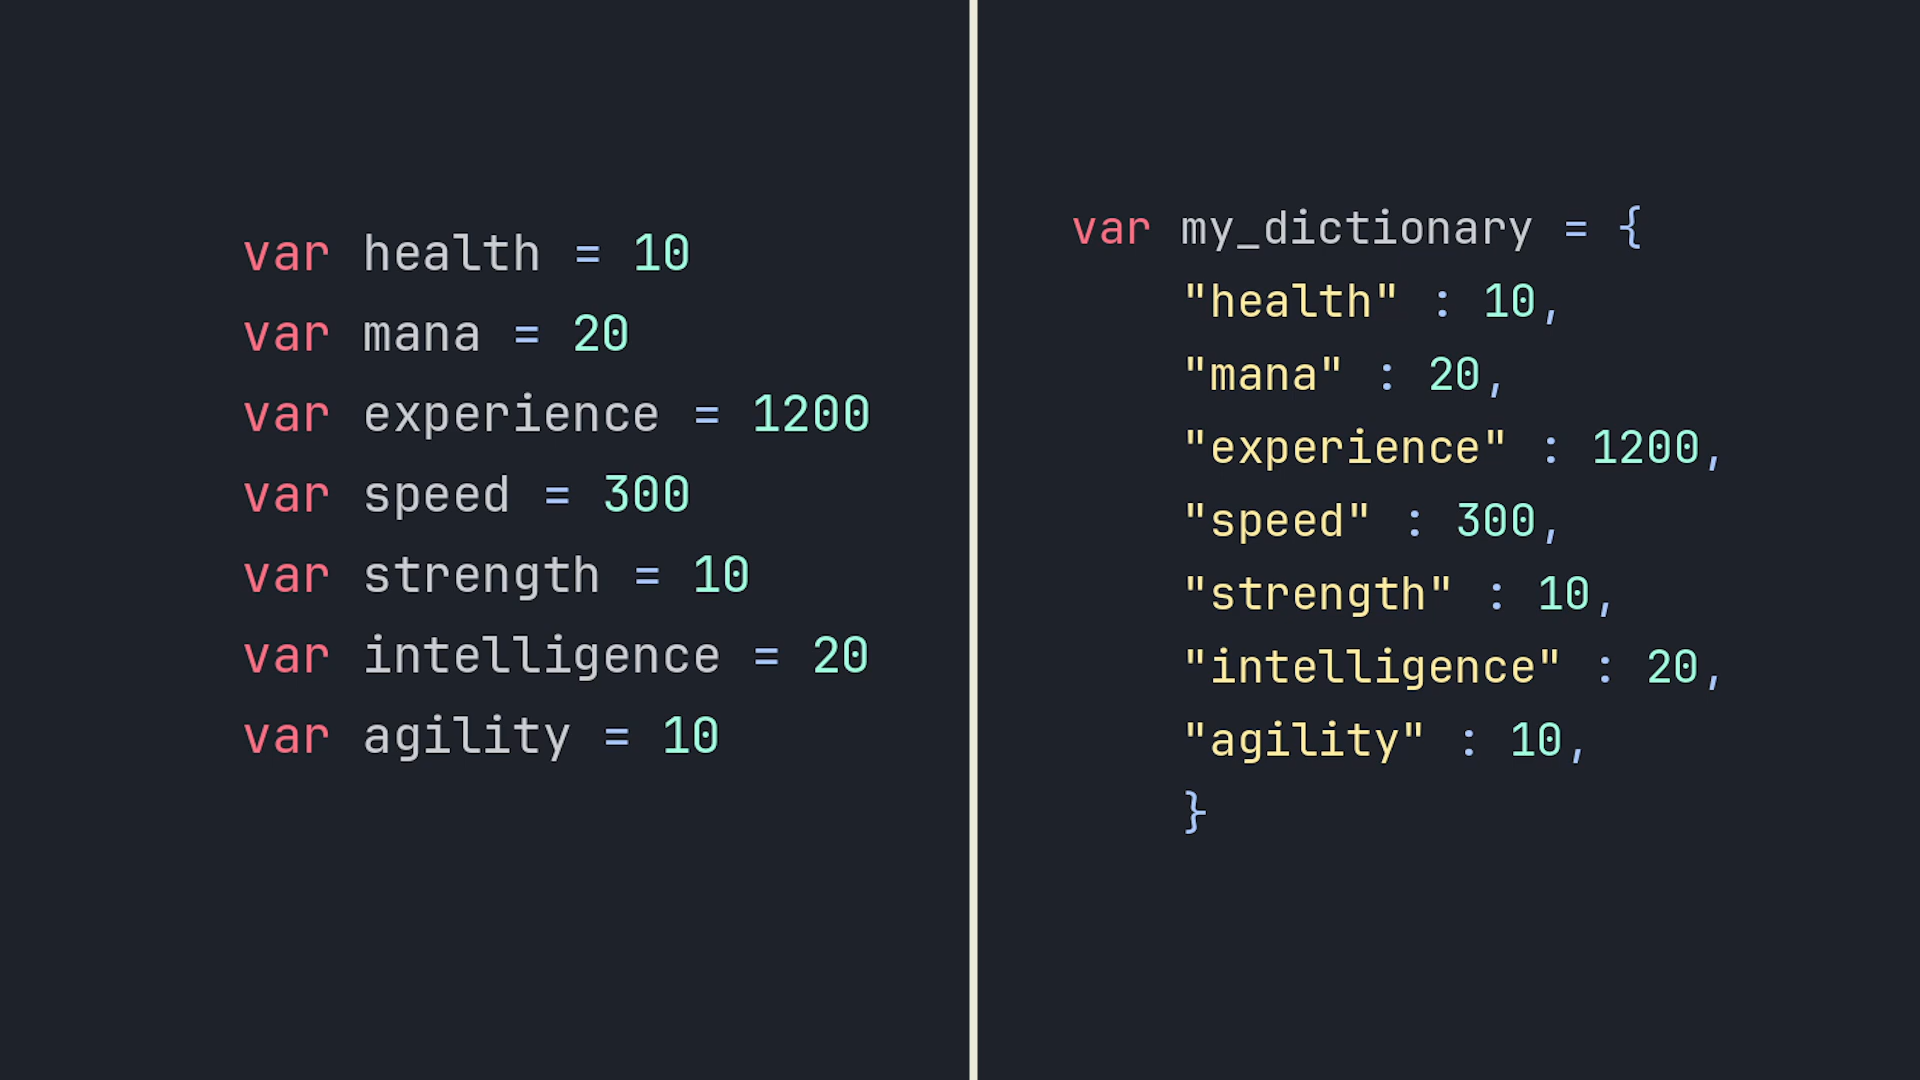 var health = 10
var mana = 20
var experience = 1200
var speed = 300
var strength = 10
var intelligence = 20
var agility = 10
var my_dictionary = {
"health" : 10,
"mana" : 20,
"experience" : 1200,
"speed" : 300,
"strength" : 10,
"intelligence" : 20,
"agility" : 10,
}